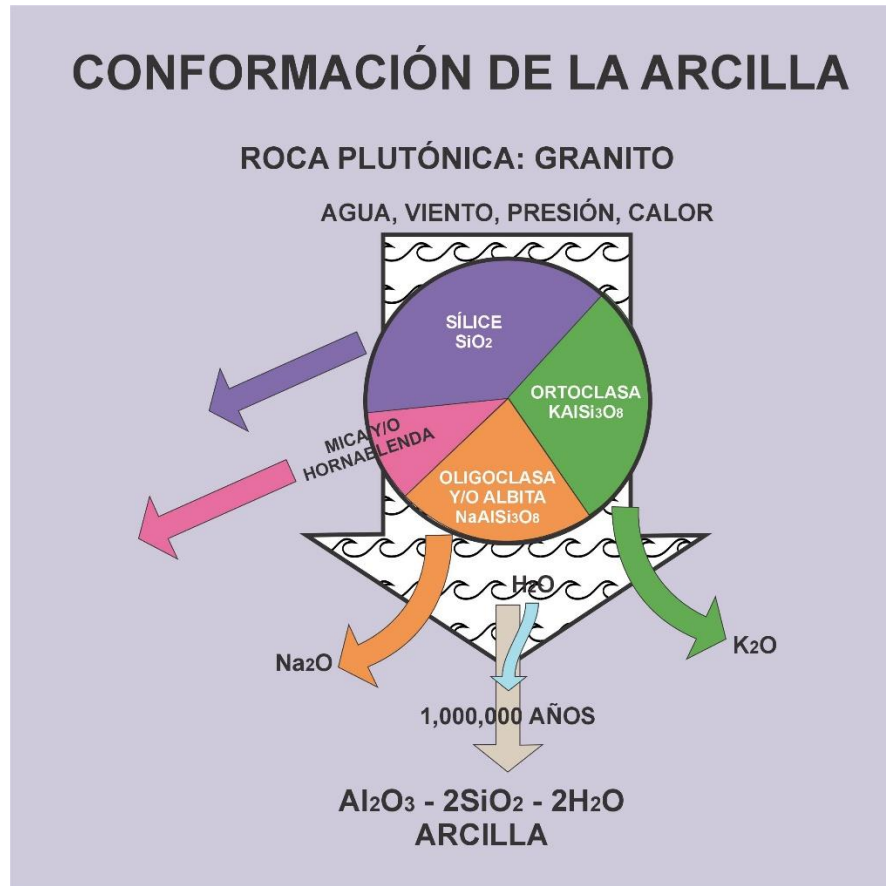 CONFORMACIÓN DE LA ARCILLA
ROCA PLUTÓNICA: GRANITO
AGUA, VIENTO, PRESIÓN, CALOR
SÍLICE
SiO₂
ORTOCLASA
KAlSi₃O₈
MICA Y/O
HORNABLENDA
OLIGOCLASA
Y/O ALBITA
NaAlSi₃O₈
H₂O
Na₂O
K₂O
1,000,000 AÑOS
Al₂O₃ - 2SiO₂ - 2H₂O
ARCILLA